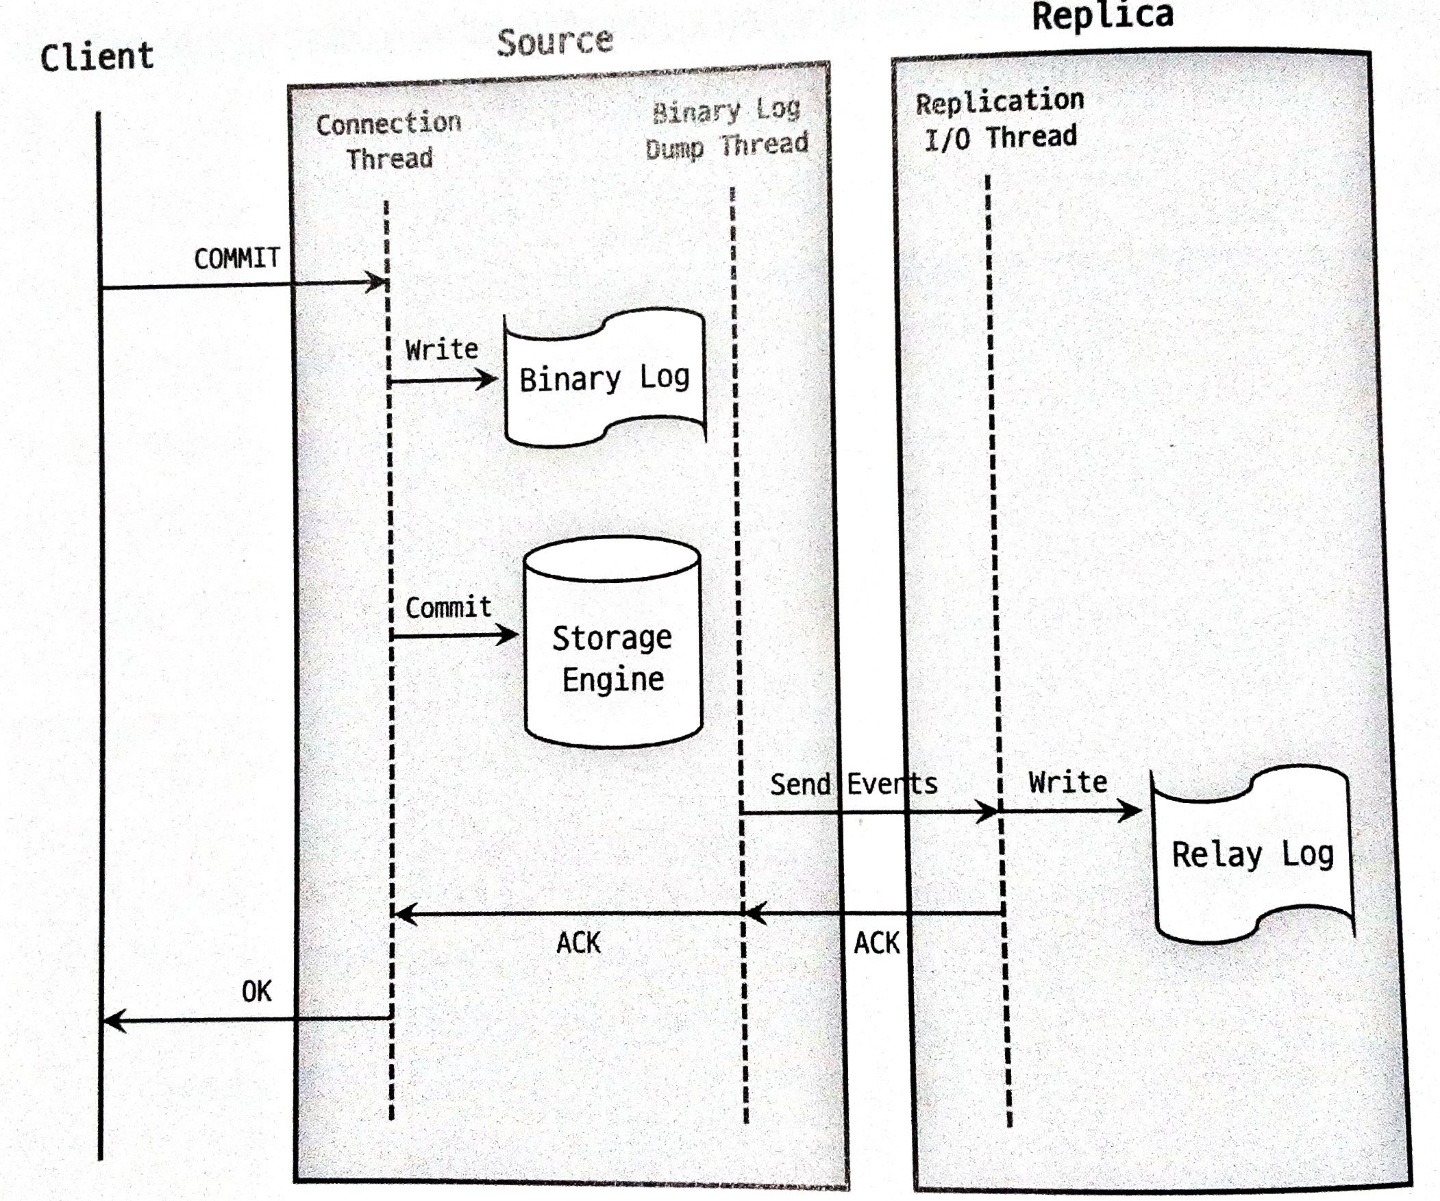 Client
Source
Replica
Connection
Thread
Binary Log
Dump Thread
Replication
I/O Thread
COMMIT
Write
Binary Log
Commit
Storage
Engine
Send Events
Write
Relay Log
ACK
ACK
OK